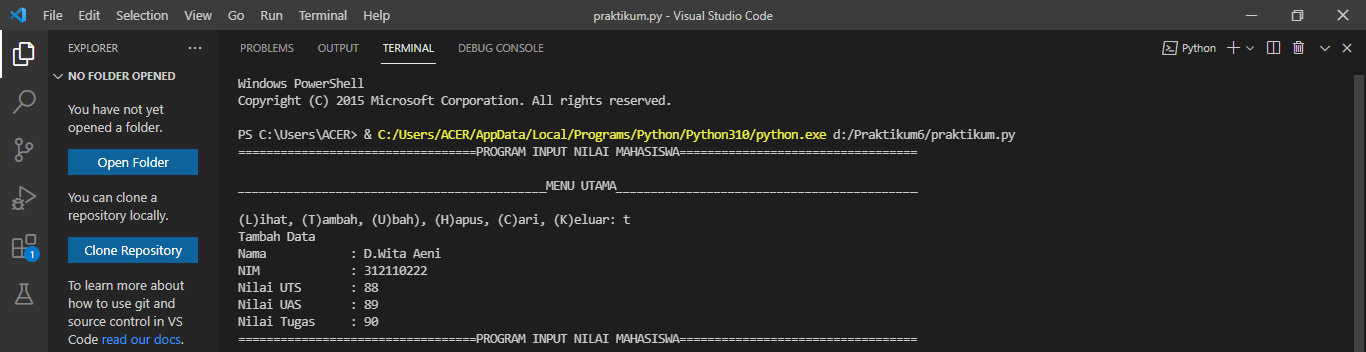 File Edit Selection View Go Run Terminal Help
praktikum.py - Visual Studio Code
EXPLORER
NO FOLDER OPENED
You have not yet
opened a folder.
Open Folder
You can clone a
repository locally.
Clone Repository
To learn more about
how to use git and
source control in VS
Code read our docs.
1
PROBLEMS OUTPUT TERMINAL DEBUG CONSOLE
Python
Windows PowerShell
Copyright (C) 2015 Microsoft Corporation. All rights reserved.
PS C:\Users\ACER> & C:/Users/ACER/AppData/Local/Programs/Python/Python310/python.exe d:/Praktikum6/praktikum.py
==================================PROGRAM INPUT NILAI MAHASISWA==================================
____________________________________________MENU UTAMA___________________________________________
(L)ihat, (T)ambah, (U)bah), (H)apus, (C)ari, (K)eluar: t
Tambah Data
Nama : D.Wita Aeni
NIM : 312110222
Nilai UTS : 88
Nilai UAS : 89
Nilai Tugas : 90
==================================PROGRAM INPUT NILAI MAHASISWA==================================